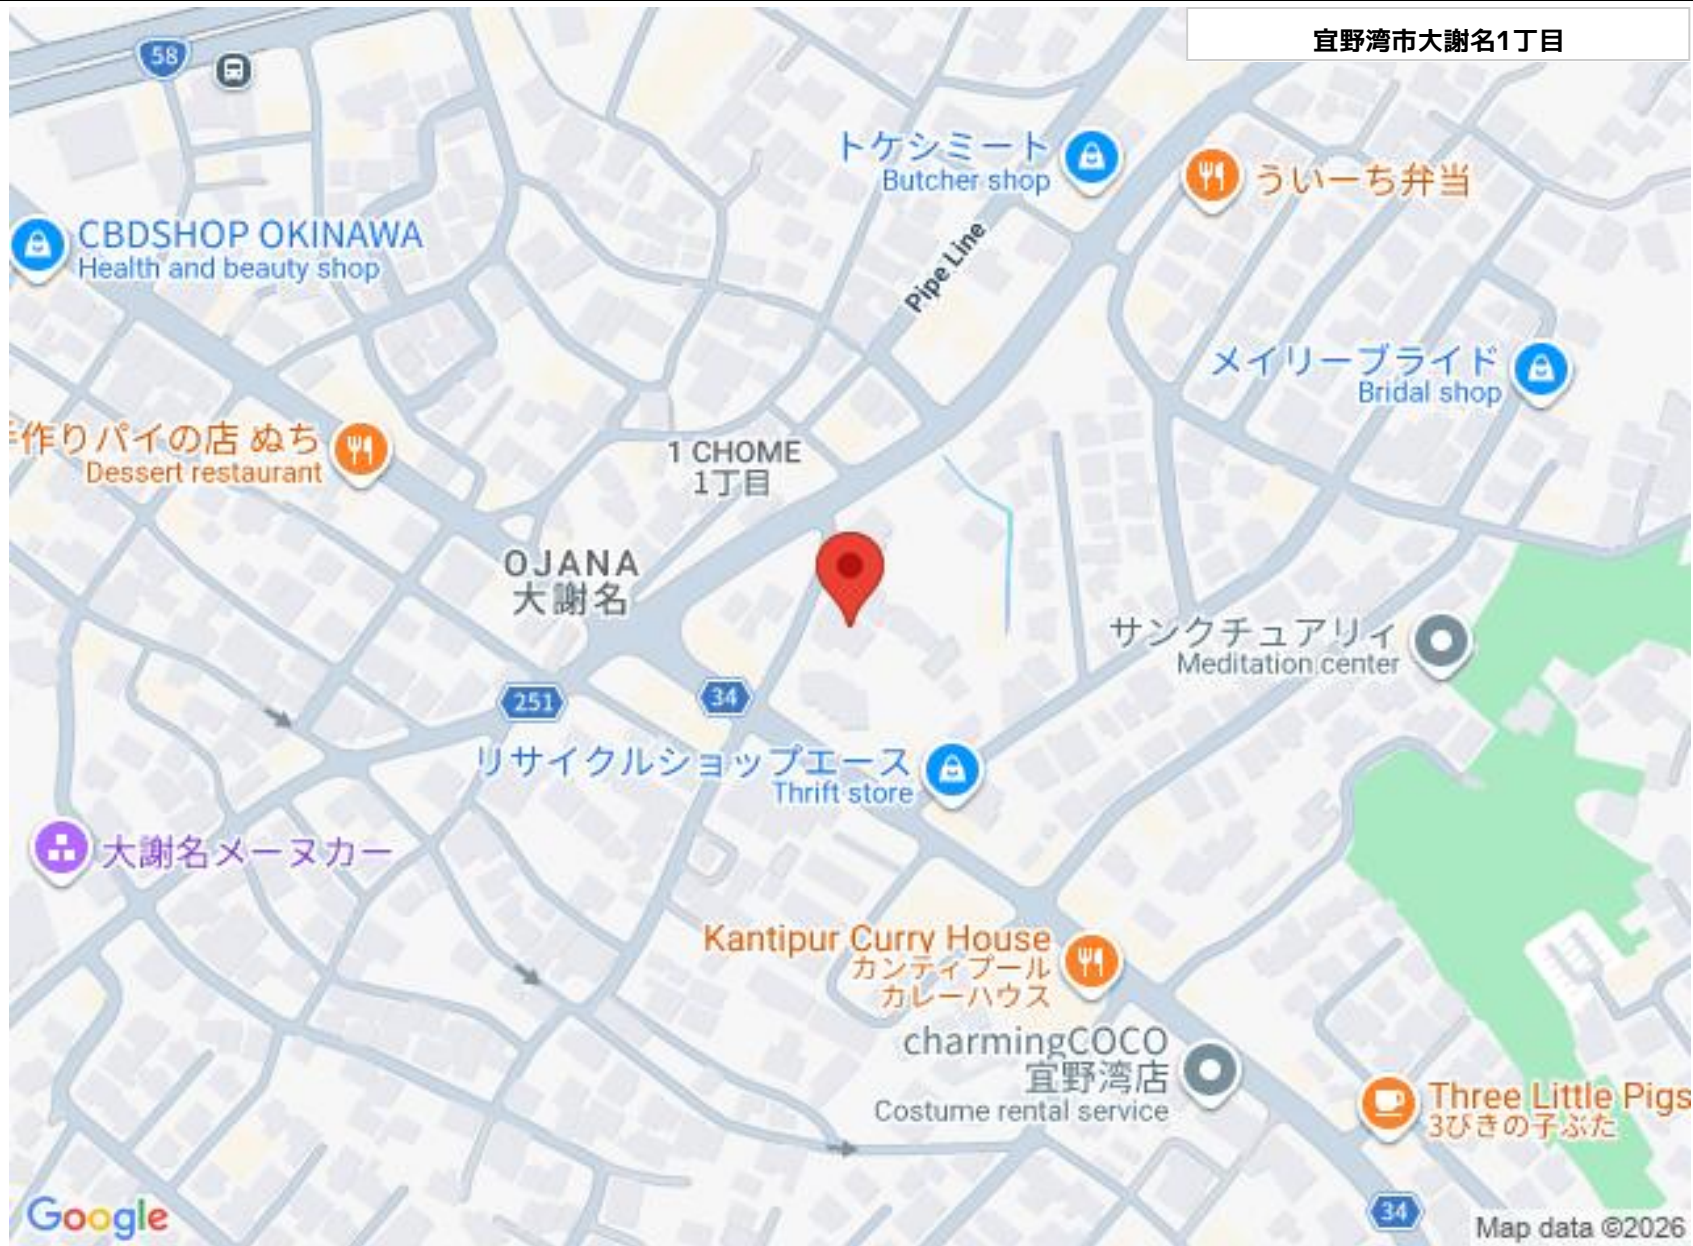 宜野湾市大謝名1丁目
58
トケシミート
Butcher shop
ういーち弁当
CBDSHOP OKINAWA
Health and beauty shop
Pipe Line
メイリーブライド
Bridal shop
手作りパイの店 ぬち
Dessert restaurant
1 CHOME
1丁目
OJANA
大謝名
サンクチュアリィ
Meditation center
251
34
リサイクルショップエース
Thrift store
大謝名メーヌカー
Kantipur Curry House
カンティプール
カレーハウス
charmingCOCO
宜野湾店
Costume rental service
Three Little Pigs
3びきの子ぶた
34
Google
Map data ©2026